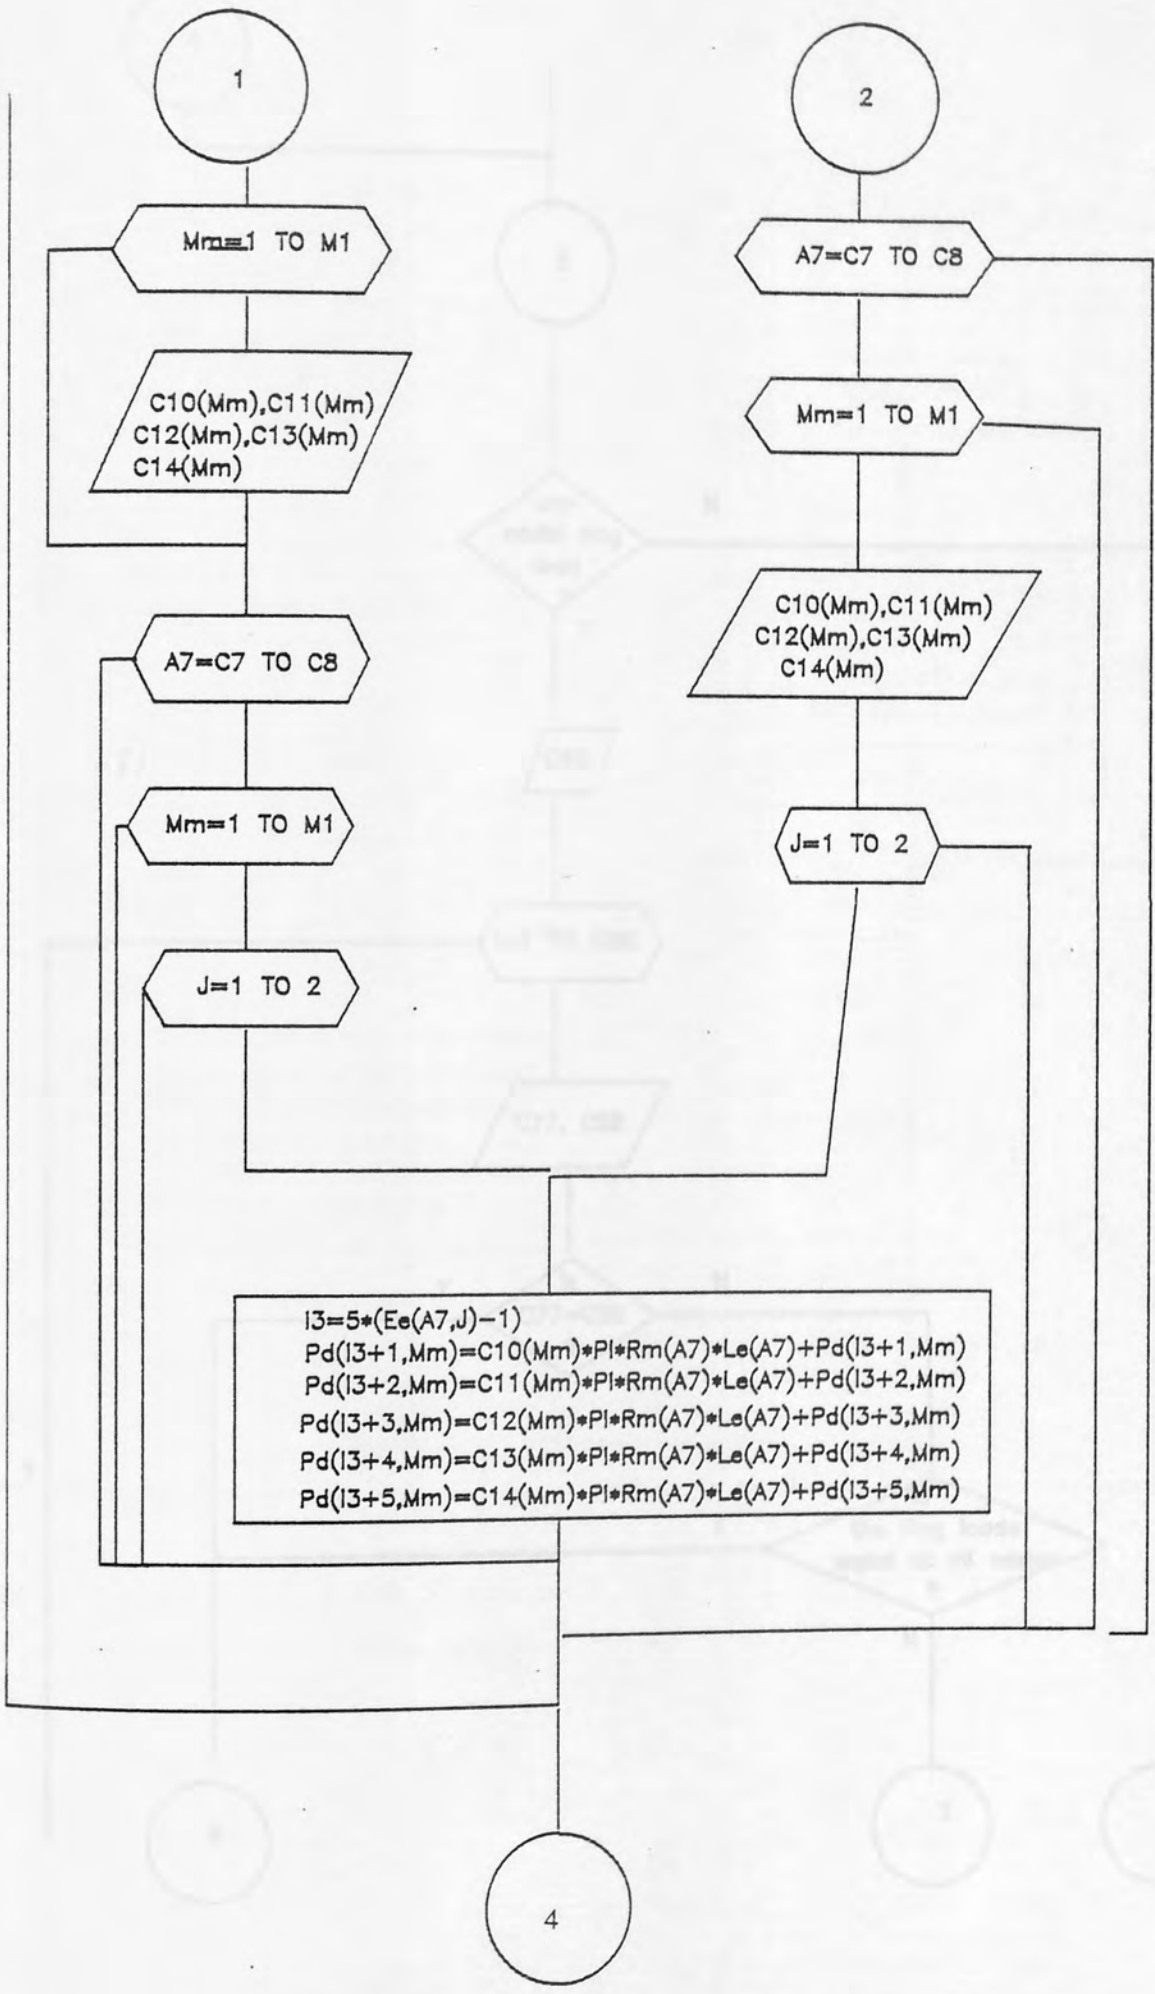 1
Mm=1 TO M1
C10(Mm),C11(Mm)
C12(Mm),C13(Mm)
C14(Mm)
A7=C7 TO C8
Mm=1 TO M1
J=1 TO 2
2
A7=C7 TO C8
Mm=1 TO M1
C10(Mm),C11(Mm)
C12(Mm),C13(Mm)
C14(Mm)
J=1 TO 2
I3=5*(Ee(A7,J)-1)
Pd(I3+1,Mm)=C10(Mm)*PI*Rm(A7)*Le(A7)+Pd(I3+1,Mm)
Pd(I3+2,Mm)=C11(Mm)*PI*Rm(A7)*Le(A7)+Pd(I3+2,Mm)
Pd(I3+3,Mm)=C12(Mm)*PI*Rm(A7)*Le(A7)+Pd(I3+3,Mm)
Pd(I3+4,Mm)=C13(Mm)*PI*Rm(A7)*Le(A7)+Pd(I3+4,Mm)
Pd(I3+5,Mm)=C14(Mm)*PI*Rm(A7)*Le(A7)+Pd(I3+5,Mm)
4